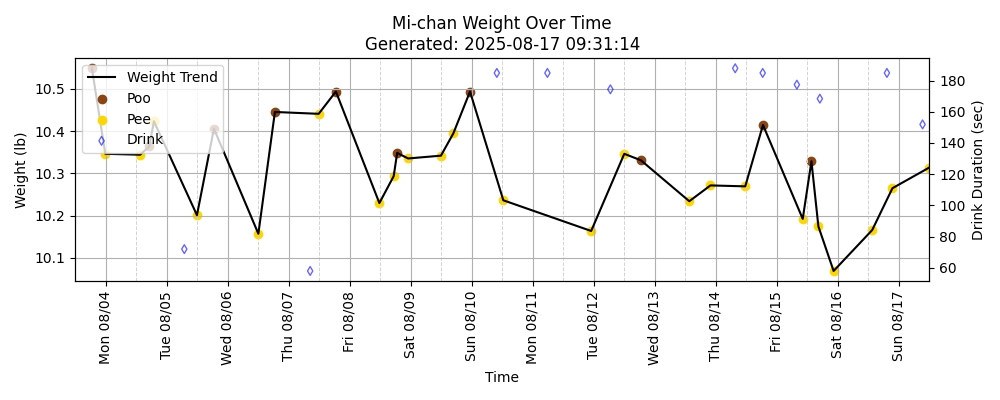 Mi-chan Weight Over Time
Generated: 2025-08-17 09:31:14
Weight Trend
Poo
Pee
Drink
10.5
10.4
10.3
10.2
10.1
Weight (lb)
180
160
140
120
100
80
60
Drink Duration (sec)
Mon 08/04
Tue 08/05
Wed 08/06
Thu 08/07
Fri 08/08
Sat 08/09
Sun 08/10
Mon 08/11
Tue 08/12
Wed 08/13
Thu 08/14
Fri 08/15
Sat 08/16
Sun 08/17
Time